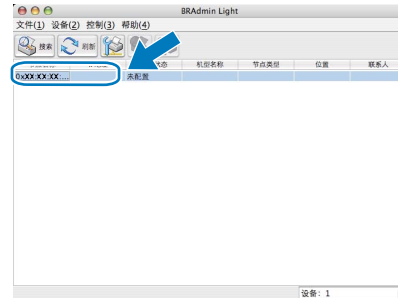 BRAdmin Light
文件(1) 设备(2) 控制(3) 帮助(4)
搜索 刷新
机型名称 节点类型 位置 联系人
0xXX:XX:XX:... 未配置
设备: 1